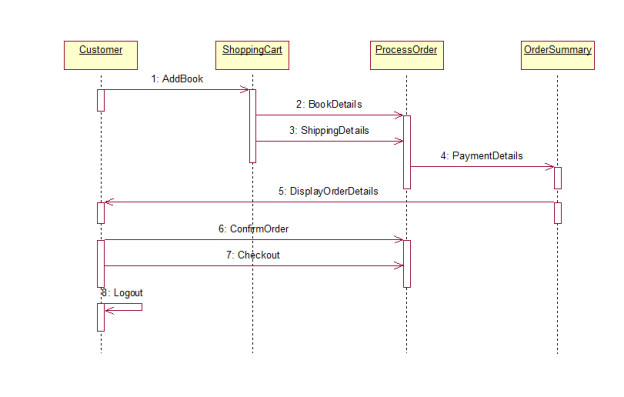 Customer
ShoppingCart
ProcessOrder
OrderSummary
1: AddBook
2: BookDetails
3: ShippingDetails
4: PaymentDetails
5: DisplayOrderDetails
6: ConfirmOrder
7: Checkout
8: Logout